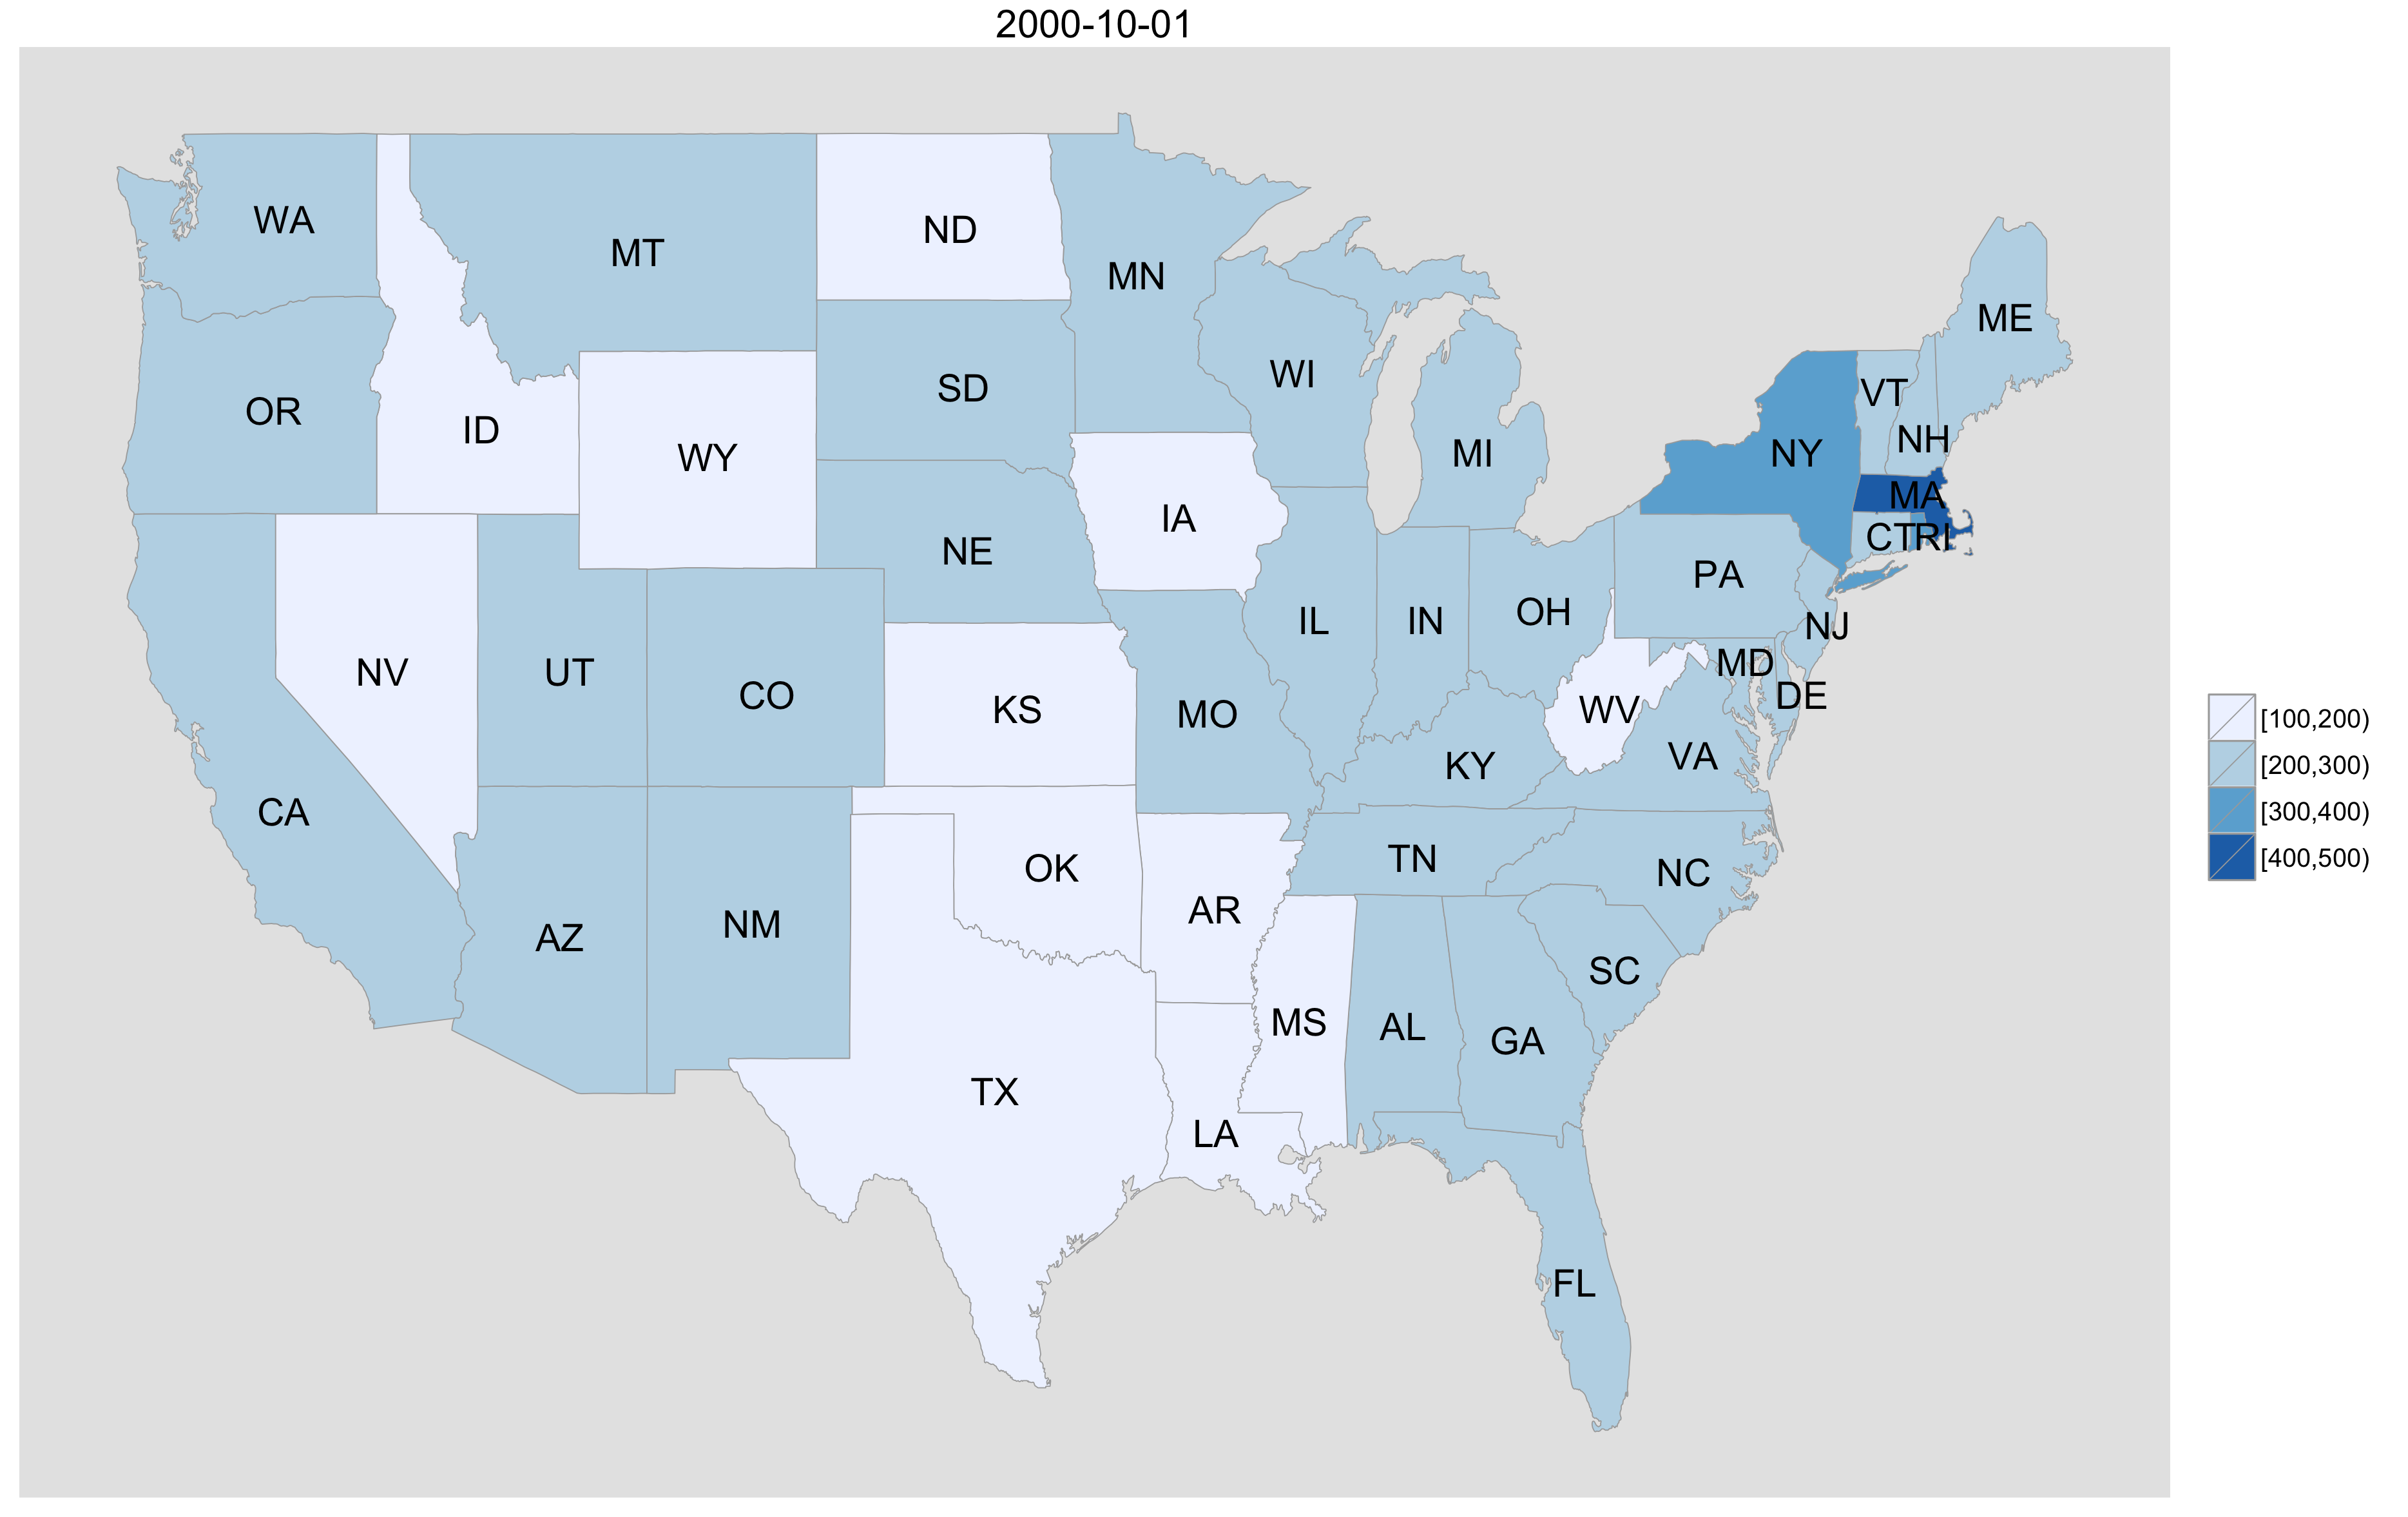 2000-10-01
WA
MT
ND
MN
ME
OR
ID
WY
SD
WI
MI
VT
NH
NY
MA
CT
RI
IA
NE
PA
NJ
NV
UT
CO
KS
MO
IL
IN
OH
WV
MD
DE
VA
KY
CA
AZ
NM
OK
AR
TN
NC
SC
MS
AL
GA
TX
LA
FL
[100,200)
[200,300)
[300,400)
[400,500)